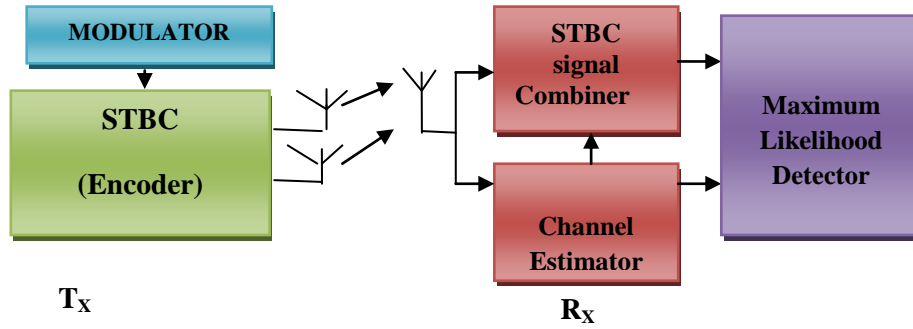 MODULATOR
STBC
(Encoder)
STBC
signal
Combiner
Channel
Estimator
Maximum
Likelihood
Detector
TX
RX